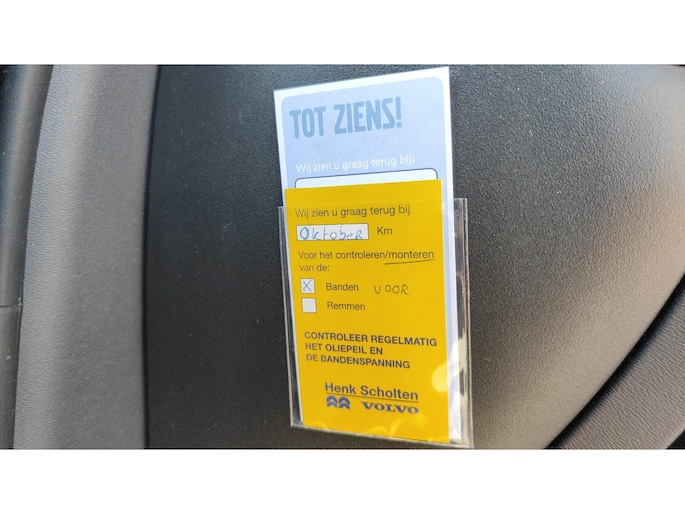 TOT ZIENS!
Wij zien u graag terug bij:
Wij zien u graag terug bij
Oktober Km
Voor het controleren/monteren
van de:
X Banden VOOR
Remmen
CONTROLEER REGELMATIG
HET OLIEPEIL EN
DE BANDENSPANNING
Henk Scholten
VOLVO